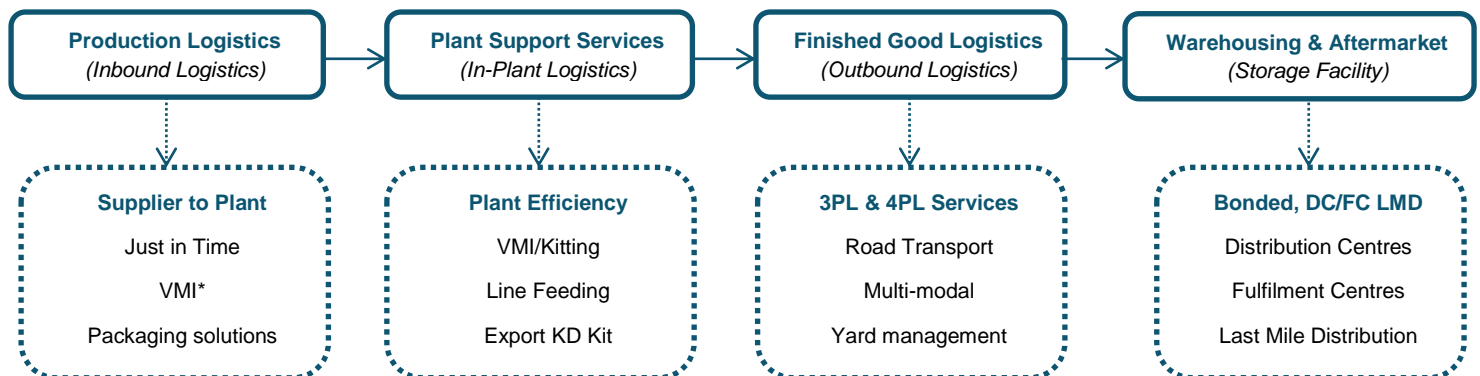 Production Logistics
(Inbound Logistics)
Plant Support Services
(In-Plant Logistics)
Finished Good Logistics
(Outbound Logistics)
Warehousing & Aftermarket
(Storage Facility)
Supplier to Plant
Just in Time
VMI*
Packaging solutions
Plant Efficiency
VMI/Kitting
Line Feeding
Export KD Kit
3PL & 4PL Services
Road Transport
Multi-modal
Yard management
Bonded, DC/FC LMD
Distribution Centres
Fulfilment Centres
Last Mile Distribution